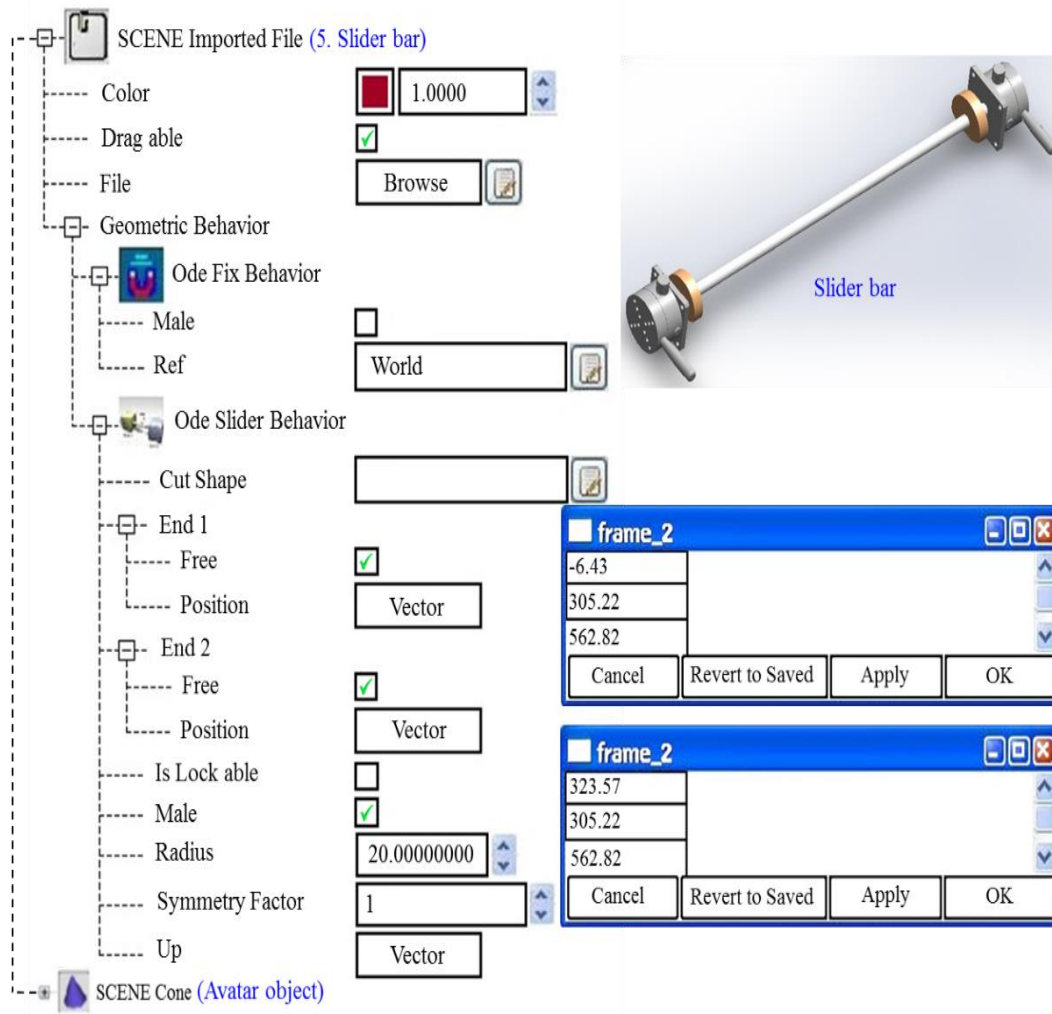 SCENE Imported File (5. Slider bar)
Color
1.0000
Drag able
File
Browse
Geometric Behavior
Ode Fix Behavior
Male
Ref
World
Slider bar
Ode Slider Behavior
Cut Shape
End 1
Free
Position
Vector
frame_2
-6.43
305.22
562.82
Cancel Revert to Saved Apply OK
End 2
Free
Position
Vector
frame_2
323.57
305.22
562.82
Cancel Revert to Saved Apply OK
Is Lock able
Male
Radius
20.00000000
Symmetry Factor
1
Up
Vector
SCENE Cone (Avatar object)